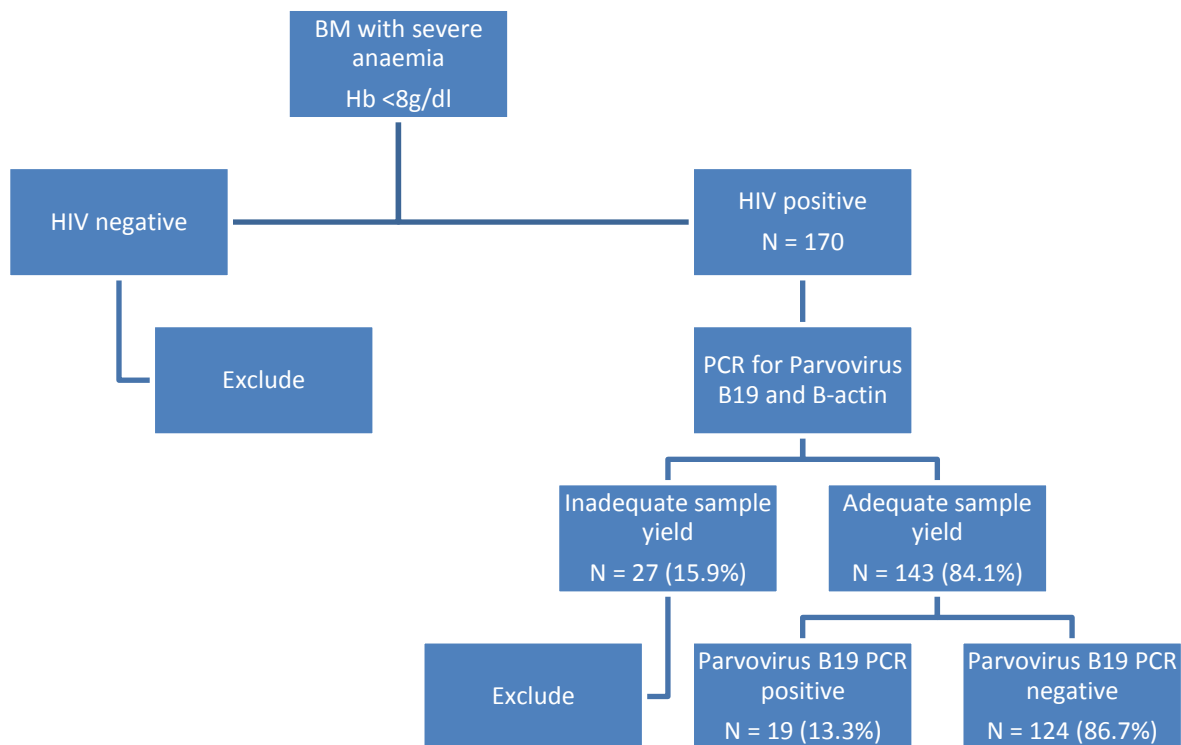 BM with severe
anaemia
Hb <8g/dl
HIV negative
HIV positive
N = 170
Exclude
PCR for Parvovirus
B19 and B-actin
Inadequate sample
yield
N = 27 (15.9%)
Adequate sample
yield
N = 143 (84.1%)
Exclude
Parvovirus B19 PCR
positive
N = 19 (13.3%)
Parvovirus B19 PCR
negative
N = 124 (86.7%)